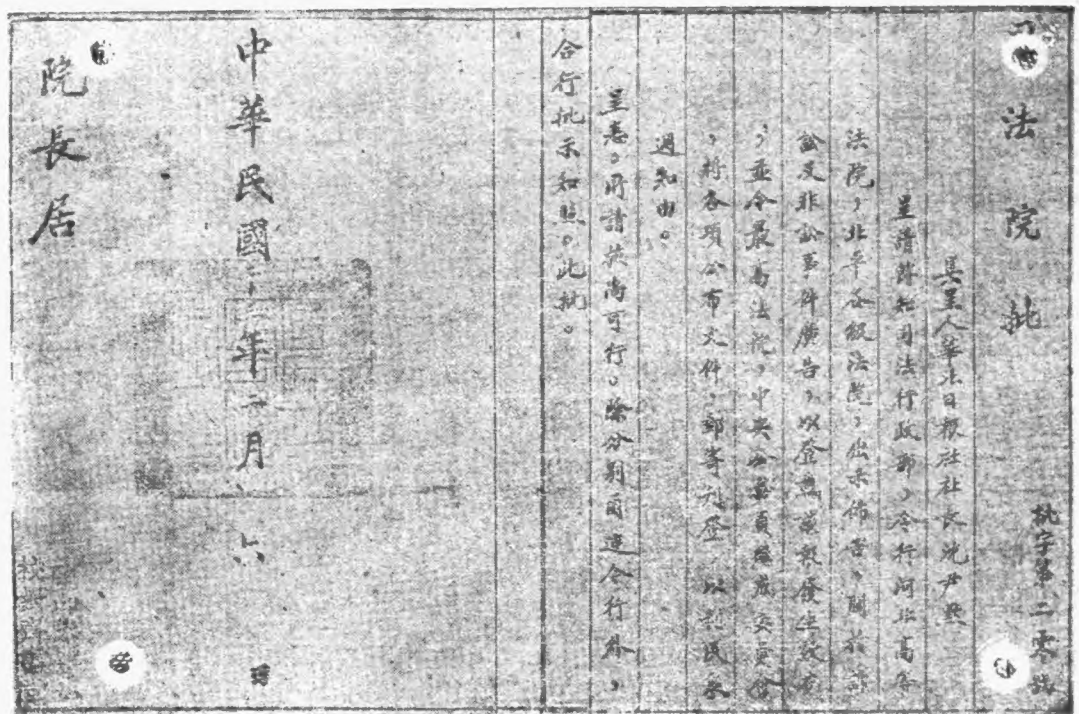 法院批
批字第二零號
具呈人華北日報社社長沈尹默
呈請轉知司法行政部，令行河北高等
法院，北平各級法院，出示佈告，關於訴
訟及非訟事件廣告，以登載該報發生效力
，並令最高法院，中央公務員懲戒委員會
，將各項公布文件，郵寄刊登，以利民眾
週知由。
呈悉。所請尚可行。除分別函達令行外，
合行批示知照。此批。
中華民國年月六
院長居